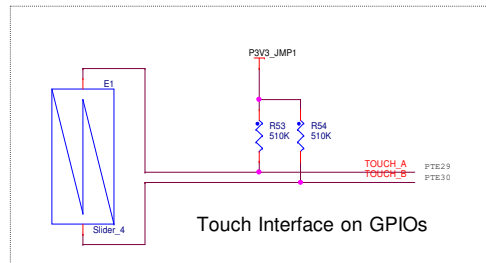 P3V3_JMP1
E1
R53
510K
R54
510K
TOUCH_A
PTE29
TOUCH_B
PTE30
Slider_4
Touch Interface on GPIOs